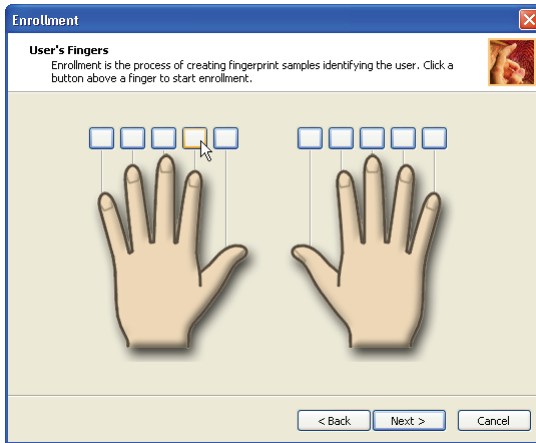 Enrollment
User's Fingers
Enrollment is the process of creating fingerprint samples identifying the user. Click a
button above a finger to start enrollment.
< Back
Next >
Cancel